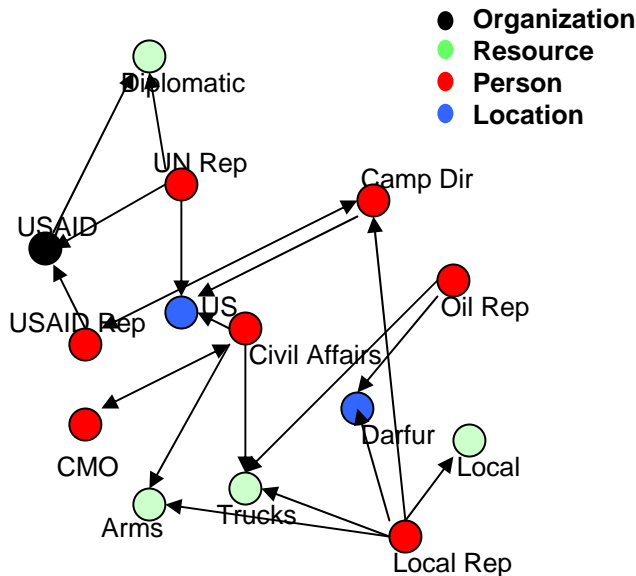 Organization
Resource
Person
Location
Diplomatic
UN Rep
Camp Dir
USAID
US
Oil Rep
USAID Rep
Civil Affairs
Darfur
CMO
Local
Arms
Trucks
Local Rep